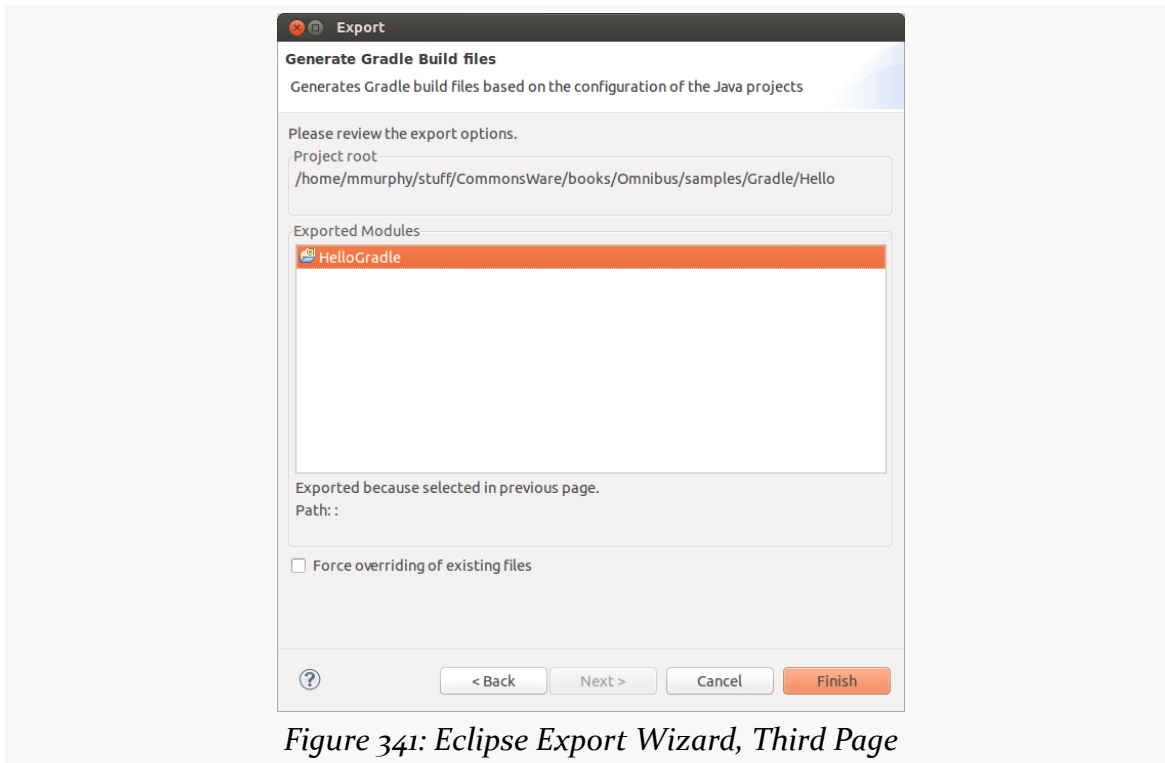 Export
Generate Gradle Build files
Generates Gradle build files based on the configuration of the Java projects
Please review the export options.
Project root
/home/mmurphy/stuff/CommonsWare/books/Omnibus/samples/Gradle/Hello
Exported Modules
HelloGradle
Exported because selected in previous page.
Path: :
Force overriding of existing files
? < Back Next > Cancel Finish
Figure 341: Eclipse Export Wizard, Third Page